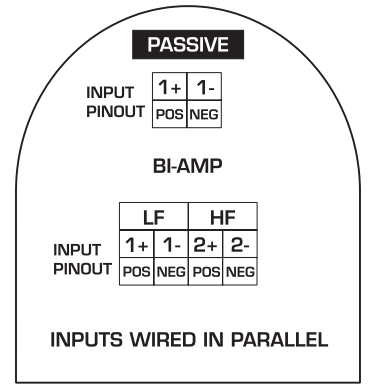 PASSIVE
INPUT 1+ 1-
PINOUT POS NEG
BI-AMP
LF HF
INPUT 1+ 1- 2+ 2-
PINOUT POS NEG POS NEG
INPUTS WIRED IN PARALLEL